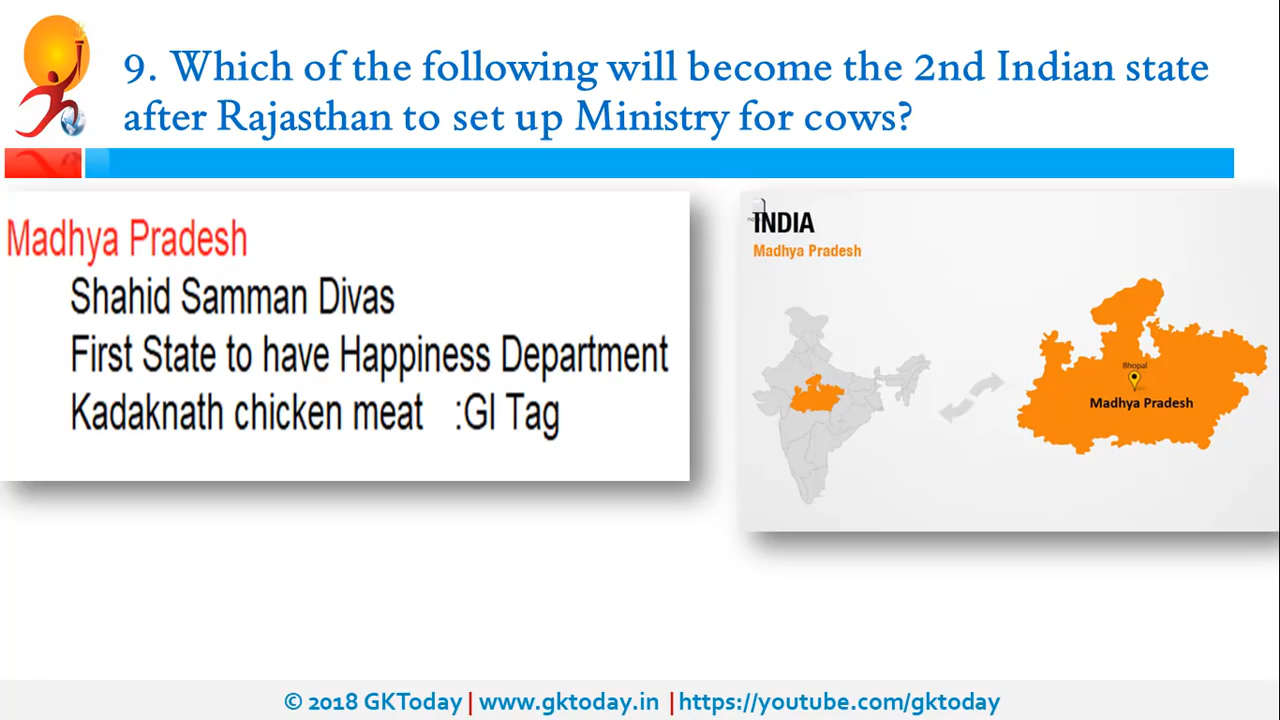 9. Which of the following will become the 2nd Indian state
after Rajasthan to set up Ministry for cows?
Madhya Pradesh
Shahid Samman Divas
First State to have Happiness Department
Kadaknath chicken meat :GI Tag
INDIA
Madhya Pradesh
Bhopal
Madhya Pradesh
© 2018 GKToday | www.gktoday.in | https://youtube.com/gktoday